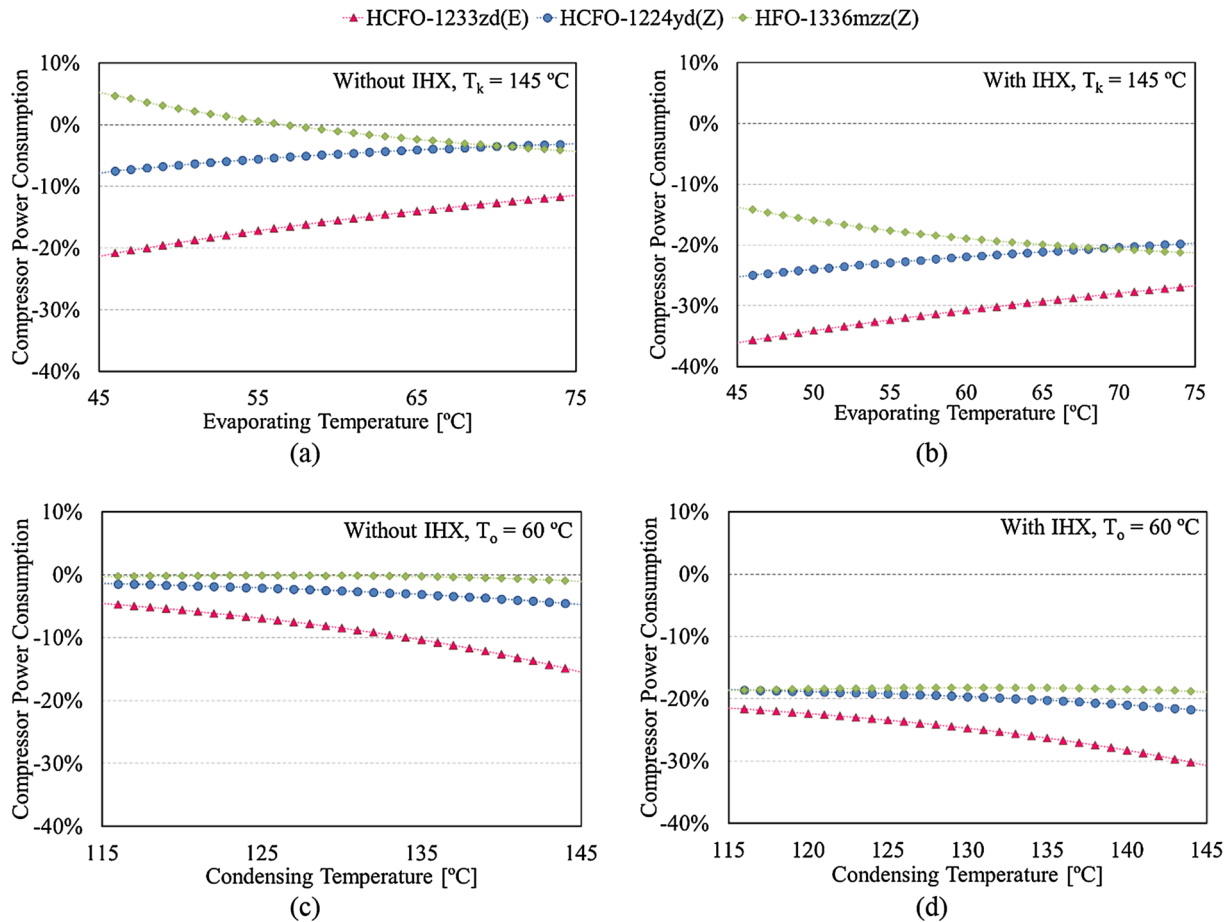 HCFO-1233zd(E) HCFO-1224yd(Z) HFO-1336mzz(Z)
Compressor Power Consumption
10%
0%
-10%
-20%
-30%
-40%
Without IHX, Tk = 145 ºC
45 55 65 75
Evaporating Temperature [ºC]
(a)
Compressor Power Consumption
10%
0%
-10%
-20%
-30%
-40%
With IHX, Tk = 145 ºC
45 50 55 60 65 70 75
Evaporating Temperature [ºC]
(b)
Compressor Power Consumption
10%
0%
-10%
-20%
-30%
-40%
Without IHX, To = 60 ºC
115 125 135 145
Condensing Temperature [ºC]
(c)
Compressor Power Consumption
10%
0%
-10%
-20%
-30%
-40%
With IHX, To = 60 ºC
115 120 125 130 135 140 145
Condensing Temperature [ºC]
(d)